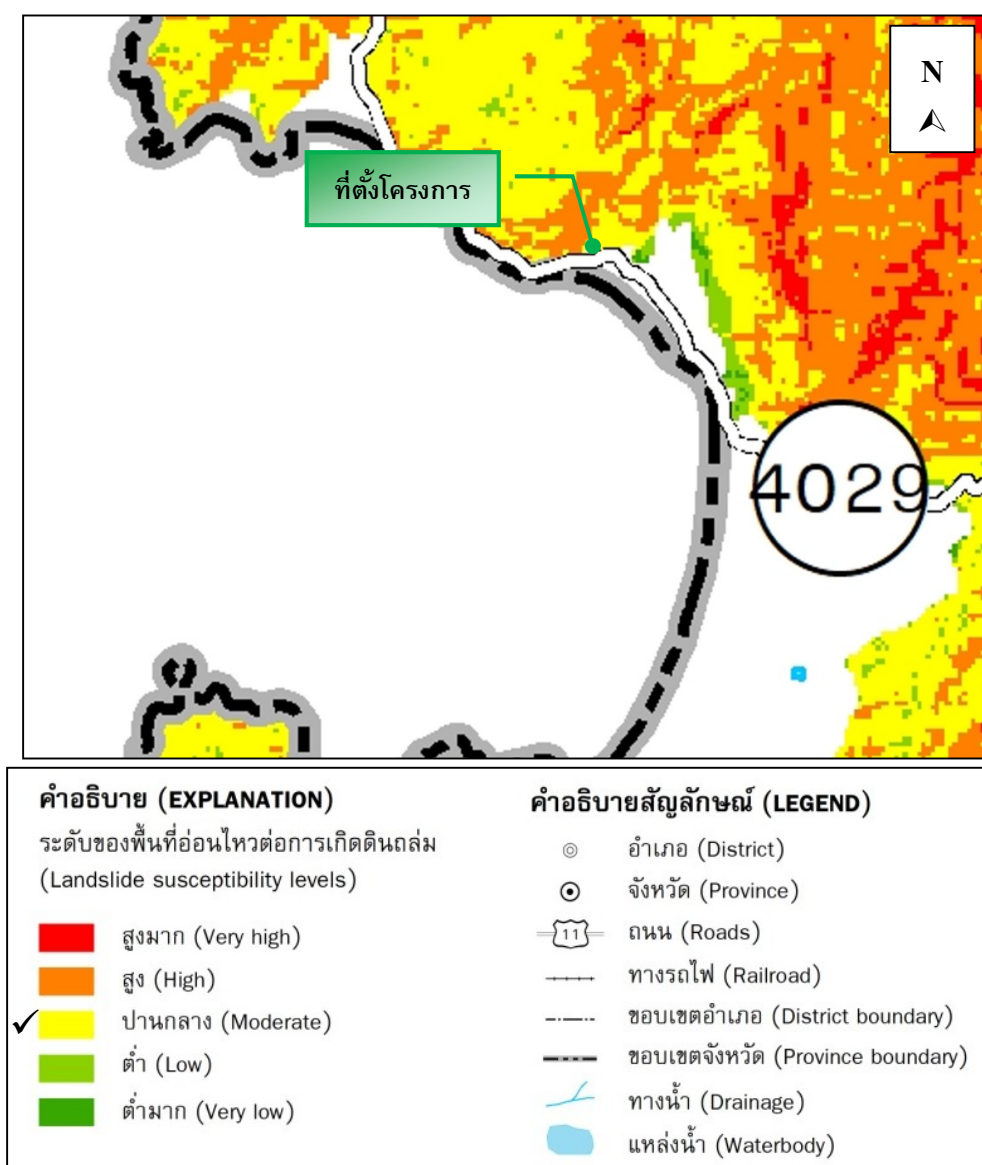 N
ที่ตั้งโครงการ
4029
คำอธิบาย (EXPLANATION)
ระดับของพื้นที่อ่อนไหวต่อการเกิดดินถล่ม
(Landslide susceptibility levels)
สูงมาก (Very high)
สูง (High)
ปานกลาง (Moderate)
ต่ำ (Low)
ต่ำมาก (Very low)
คำอธิบายสัญลักษณ์ (LEGEND)
อำเภอ (District)
จังหวัด (Province)
11 ถนน (Roads)
ทางรถไฟ (Railroad)
ขอบเขตอำเภอ (District boundary)
ขอบเขตจังหวัด (Province boundary)
ทางน้ำ (Drainage)
แหล่งน้ำ (Waterbody)